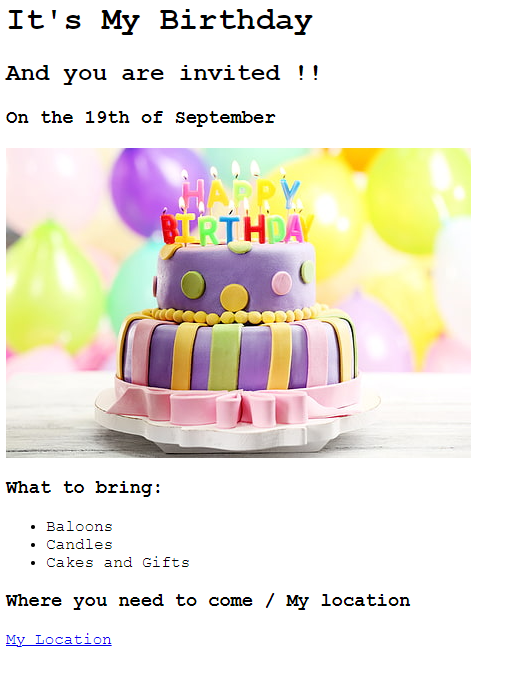 It's My Birthday
And you are invited !!
On the 19th of September
HAPPY
BIRTHDAY
What to bring:
Baloons
Candles
Cakes and Gifts
Where you need to come / My location
My Location